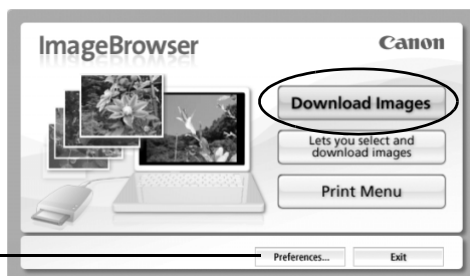 ImageBrowser
Canon
Download Images
Lets you select and
download images
Print Menu
Preferences...
Exit